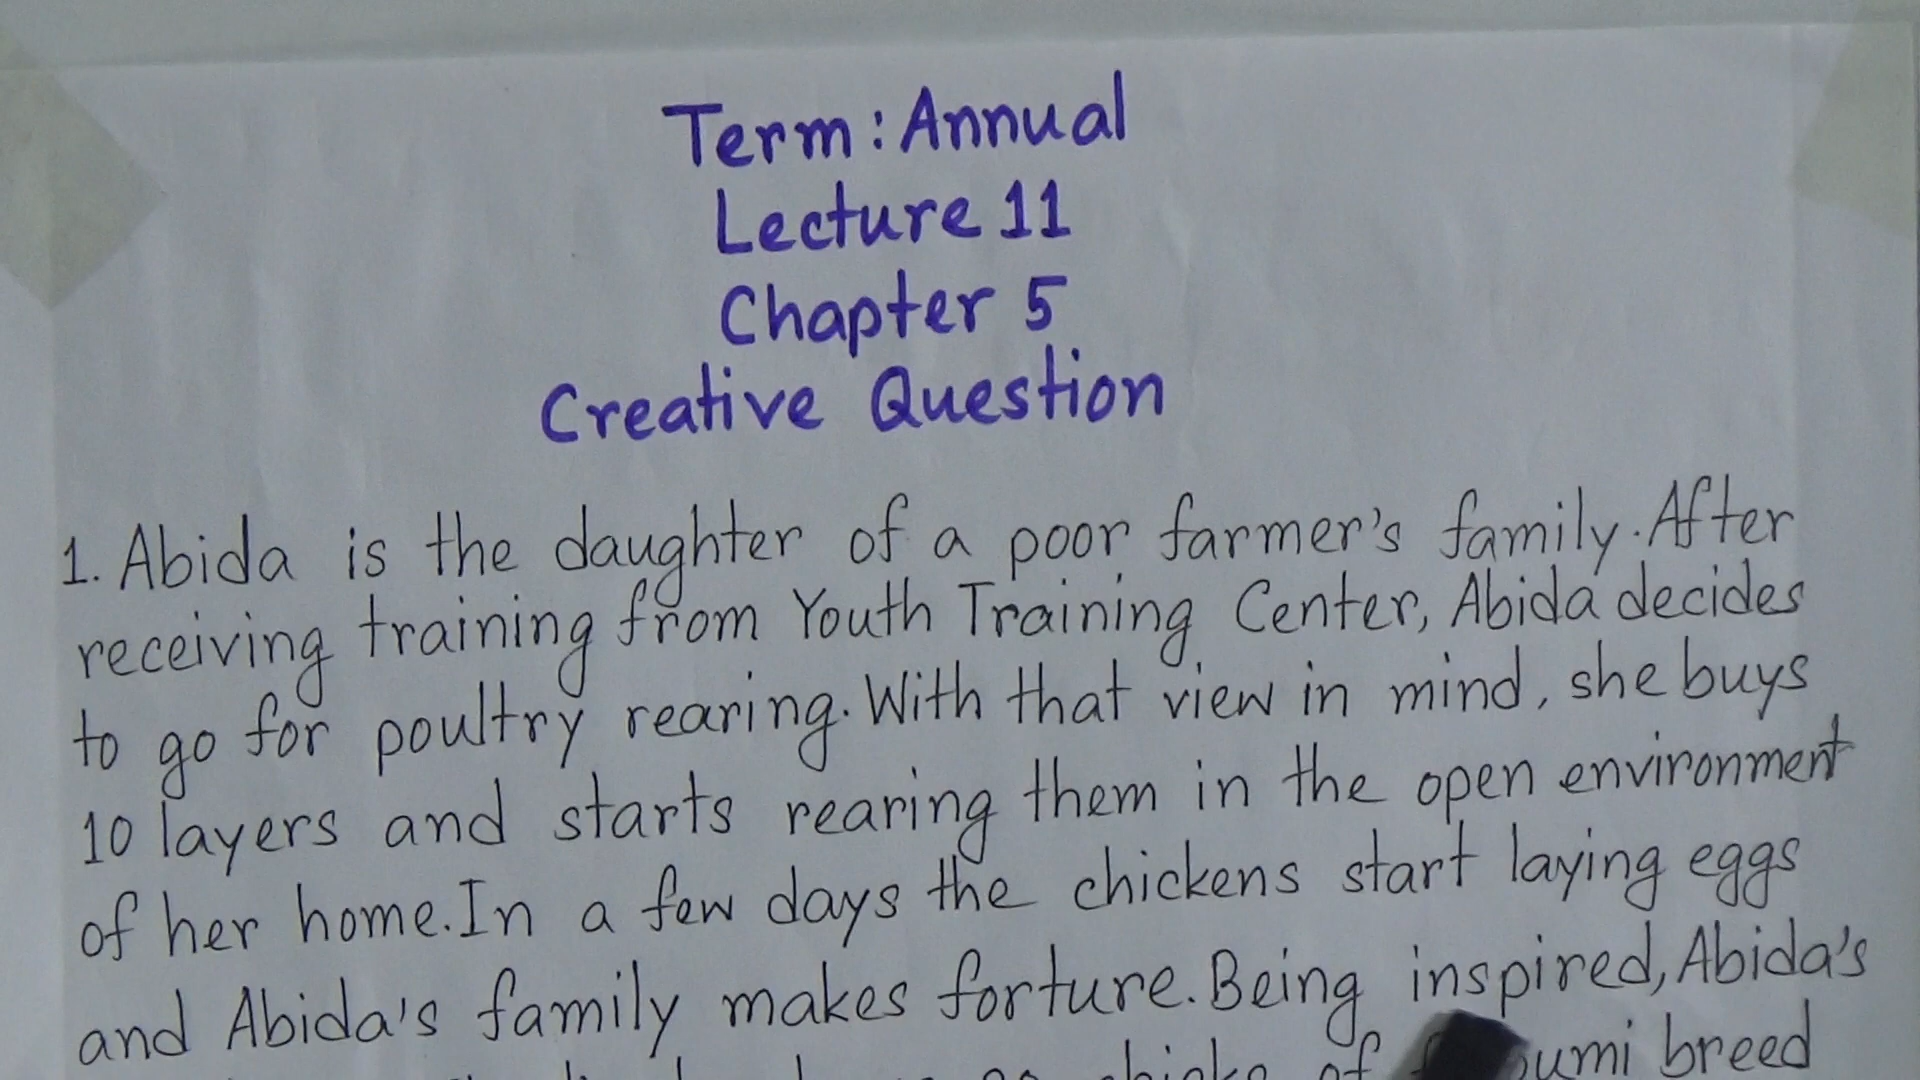 Term: Annual
Lecture 11
Chapter 5
Creative Question
1. Abida is the daughter of a poor farmer's family. After
receiving training from Youth Training Center, Abida decides
to go for poultry rearing. With that view in mind, she buys
10 layers and starts rearing them in the open environment
of her home. In a few days the chickens start laying eggs
and Abida's family makes forture. Being inspired, Abida's
chicks of breed